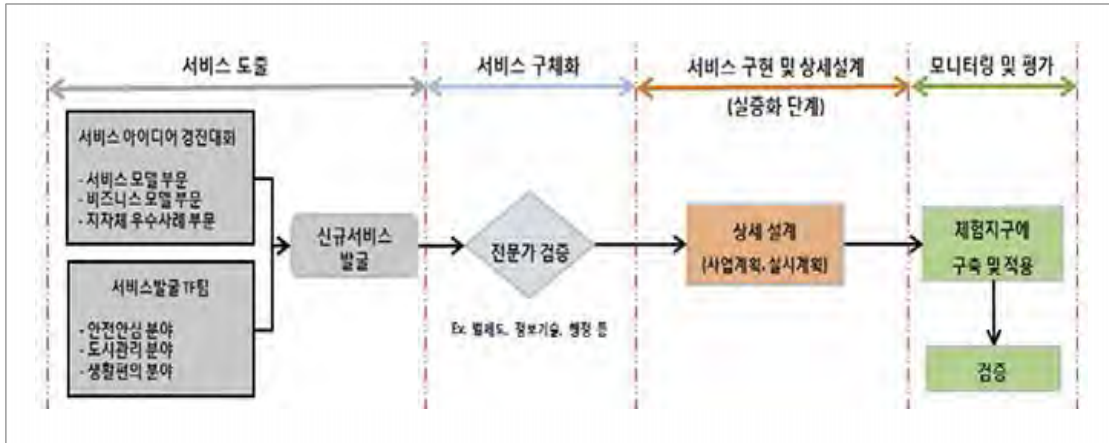 서비스 도출
서비스 구체화
서비스 구현 및 상세설계
(실증화 단계)
모니터링 및 평가
서비스 아이디어 경진대회
- 서비스 모델 부문
- 비즈니스 모델 부문
- 지자체 우수사례 부문
서비스발굴 TF팀
- 안전안심 분야
- 도시관리 분야
- 생활편의 분야
신규서비스
발굴
전문가 검증
Ex: 법제도, 정보기술, 행정 등
상세 설계
(사업계획, 실시계획)
체험지구에
구축 및 적용
검증